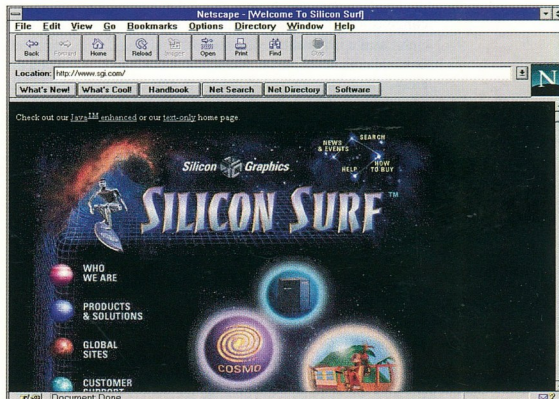 Netscape - [Welcome To Silicon Surf]
File Edit View Go Bookmarks Options Directory Window Help
Back Forward Home Reload Images Open Print Find Stop
Location: http://www.sgi.com/
N
What's New! What's Cool! Handbook Net Search Net Directory Software
Check out our Java™ enhanced or our text-only home page.
Silicon Graphics
NEWS & EVENTS
SEARCH
HELP
HOW TO BUY
SILICON SURF™
WHO
WE ARE
PRODUCTS
& SOLUTIONS
GLOBAL
SITES
CUSTOMER
SUPPORT
COSMO
Document: Done